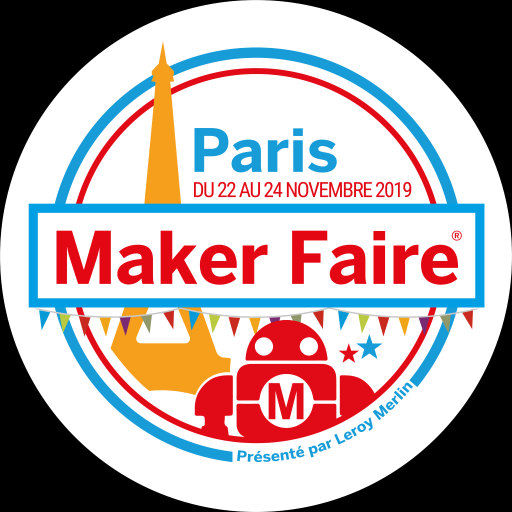 Paris
DU 22 AU 24 NOVEMBRE 2019
Maker Faire®
M
Présenté par Leroy Merlin